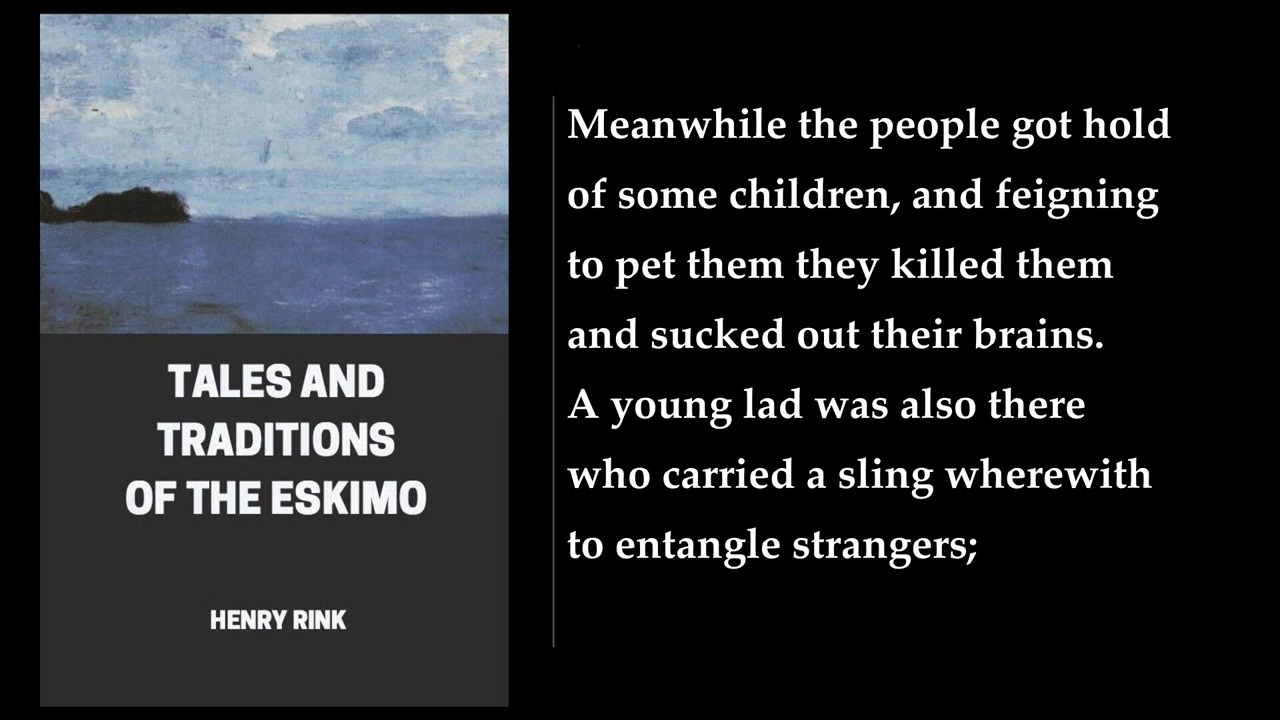 TALES AND
TRADITIONS
OF THE ESKIMO
HENRY RINK
Meanwhile the people got hold
of some children, and feigning
to pet them they killed them
and sucked out their brains.
A young lad was also there
who carried a sling wherewith
to entangle strangers;